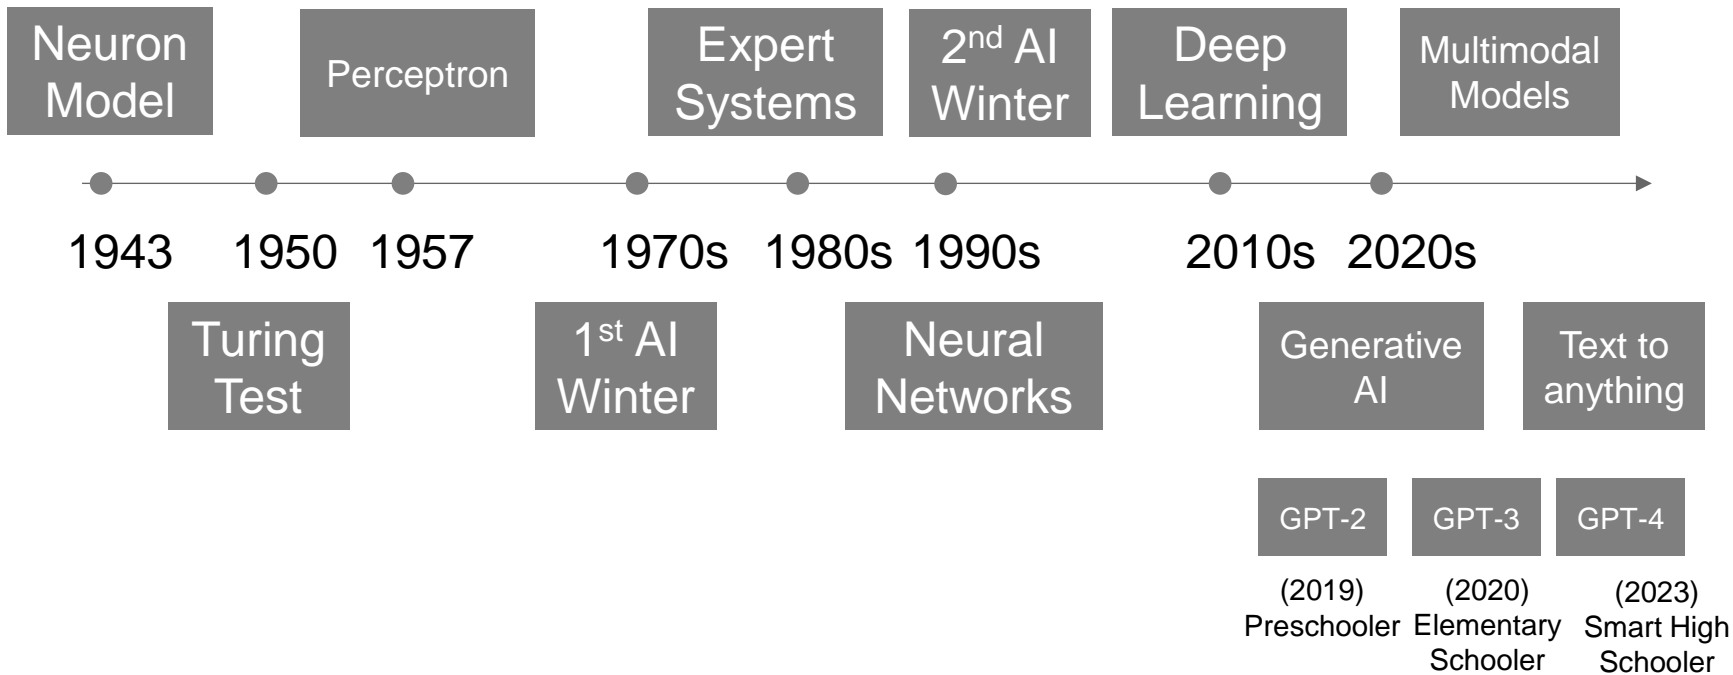 Neuron
Model
Perceptron
Expert
Systems
2nd AI
Winter
Deep
Learning
Multimodal
Models
1943
1950
1957
1970s
1980s
1990s
2010s
2020s
Turing
Test
1st AI
Winter
Neural
Networks
Generative
AI
Text to
anything
GPT-2
GPT-3
GPT-4
(2019)
Preschooler
(2020)
Elementary
Schooler
(2023)
Smart High
Schooler